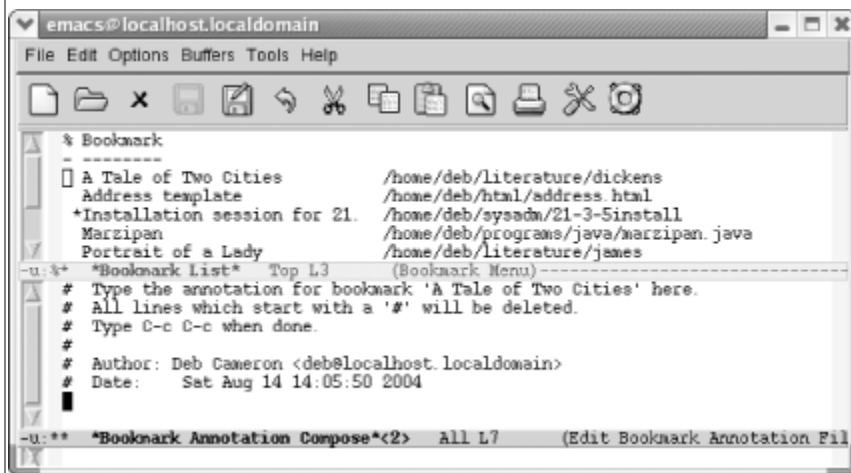 emacs@localhost.localdomain
File Edit Options Buffers Tools Help
% Bookmark
- --------
A Tale of Two Cities /home/deb/literature/dickens
Address template /home/deb/html/address.html
*Installation session for 21. /home/deb/sysadm/21-3-5install
Marzipan /home/deb/programs/java/marzipan.java
Portrait of a Lady /home/deb/literature/james
-u:%* *Bookmark List* Top L3 (Bookmark Menu)--------------------------------
# Type the annotation for bookmark 'A Tale of Two Cities' here.
# All lines which start with a '#' will be deleted.
# Type C-c C-c when done.
#
# Author: Deb Cameron <deb@localhost.localdomain>
# Date: Sat Aug 14 14:05:50 2004
-u:** *Bookmark Annotation Compose*<2> All L7 (Edit Bookmark Annotation Fil